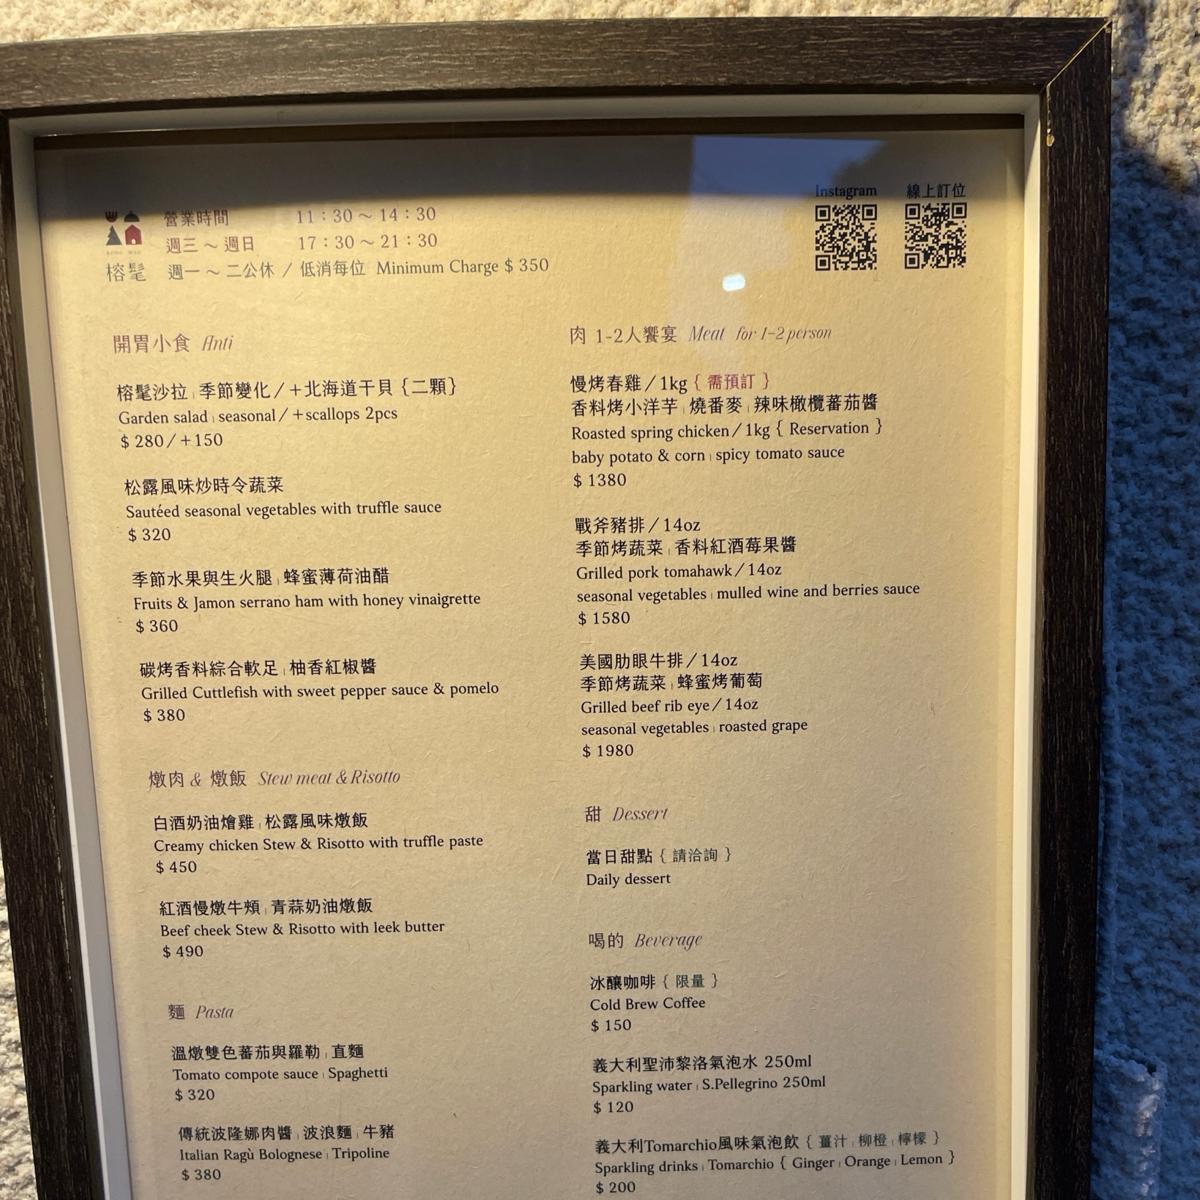 營業時間 11：30～14：30
週三～週日 17：30～21：30
榕髦 週一～二公休 / 低消每位 Minimum Charge $ 350
Instagram 線上訂位
開胃小食 Anti
榕髦沙拉 | 季節變化 / +北海道干貝 {二顆}
Garden salad | seasonal / +scallops 2pcs
$ 280 / +150
松露風味炒時令蔬菜
Sautéed seasonal vegetables with truffle sauce
$ 320
季節水果與生火腿 | 蜂蜜薄荷油醋
Fruits & Jamon serrano ham with honey vinaigrette
$ 360
碳烤香料綜合軟足 | 柚香紅椒醬
Grilled Cuttlefish with sweet pepper sauce & pomelo
$ 380
燉肉 & 燉飯 Stew meat & Risotto
白酒奶油燴雞 | 松露風味燉飯
Creamy chicken Stew & Risotto with truffle paste
$ 450
紅酒慢燉牛頰 | 青蒜奶油燉飯
Beef cheek Stew & Risotto with leek butter
$ 490
麵 Pasta
溫燉雙色蕃茄與羅勒 | 直麵
Tomato compote sauce | Spaghetti
$ 320
傳統波隆娜肉醬 | 波浪麵 | 牛豬
Italian Ragù Bolognese | Tripoline
$ 380
肉 1-2人饗宴 Meat for 1-2 person
慢烤春雞 / 1kg { 需預訂 }
香料烤小洋芋 | 燒番麥 | 辣味橄欖蕃茄醬
Roasted spring chicken / 1kg { Reservation }
baby potato & corn | spicy tomato sauce
$ 1380
戰斧豬排 / 14oz
季節烤蔬菜 | 香料紅酒莓果醬
Grilled pork tomahawk / 14oz
seasonal vegetables | mulled wine and berries sauce
$ 1580
美國肋眼牛排 / 14oz
季節烤蔬菜 | 蜂蜜烤葡萄
Grilled beef rib eye / 14oz
seasonal vegetables | roasted grape
$ 1980
甜 Dessert
當日甜點 { 請洽詢 }
Daily dessert
喝的 Beverage
冰釀咖啡 { 限量 }
Cold Brew Coffee
$ 150
義大利聖沛黎洛氣泡水 250ml
Sparkling water | S.Pellegrino 250ml
$ 120
義大利Tomarchio風味氣泡飲 { 薑汁 | 柳橙 | 檸檬 }
Sparkling drinks | Tomarchio { Ginger | Orange | Lemon }
$ 200